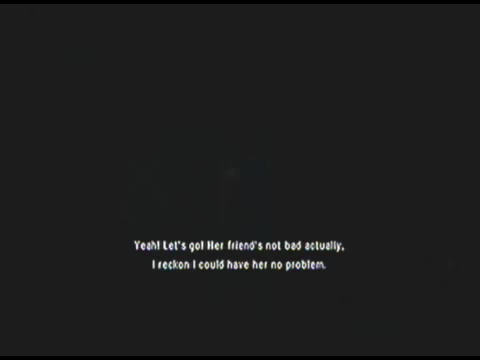 Yeah! Let's go! Her friend's not bad actually,
I reckon I could have her no problem.